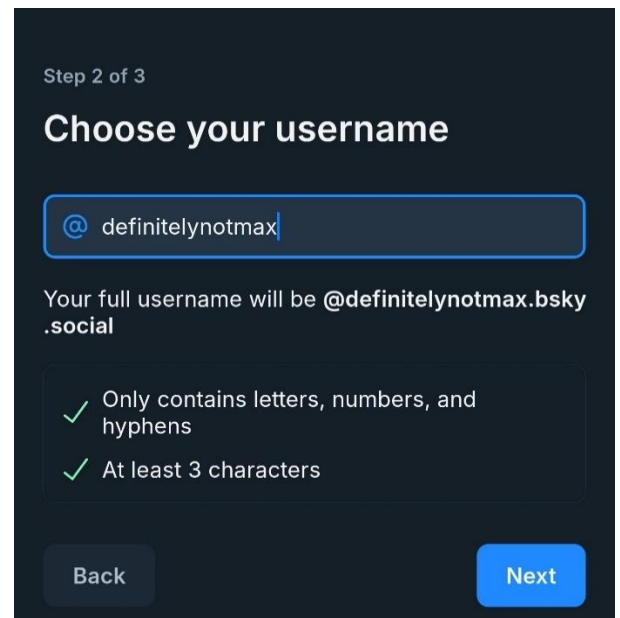 Step 2 of 3
Choose your username
@ definitelynotmax
Your full username will be @definitelynotmax.bsky
.social
Only contains letters, numbers, and
hyphens
At least 3 characters
Back
Next